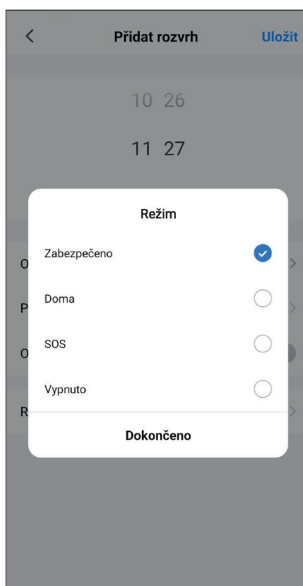 Přidat rozvrh Uložit
10 26
11 27
Režim
Zabezpečeno
O
Doma
P
SOS
O
Vypnuto
R
Dokončeno